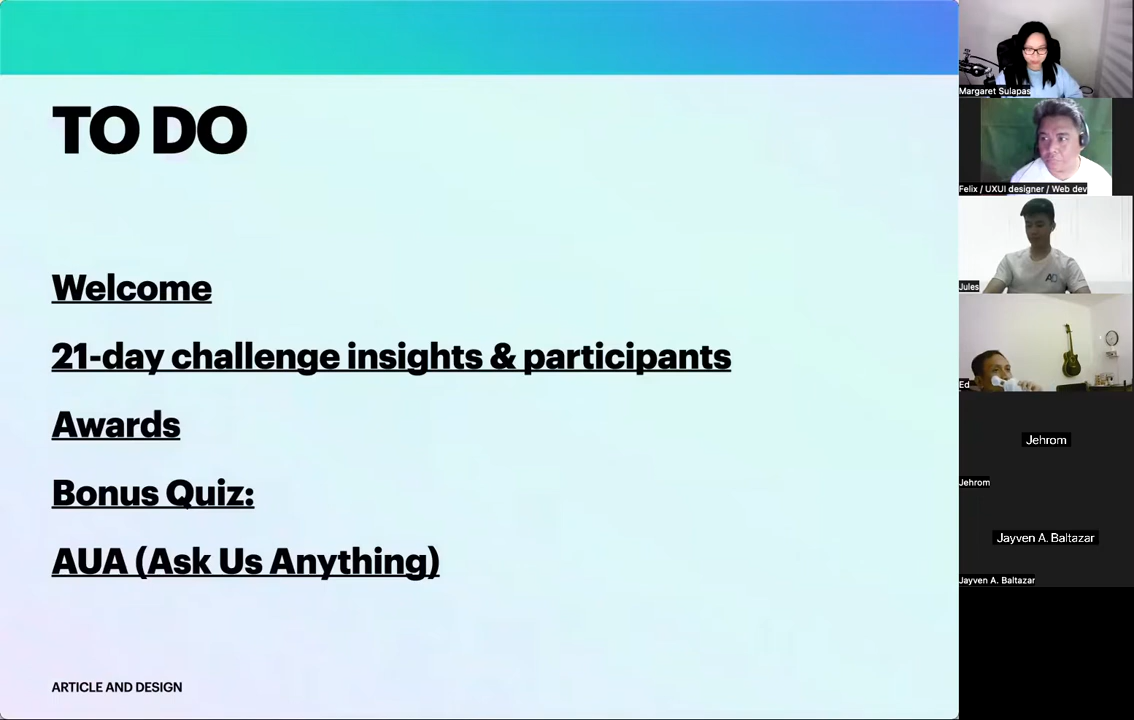 TO DO
Welcome
21-day challenge insights & participants
Awards
Bonus Quiz:
AUA (Ask Us Anything)
ARTICLE AND DESIGN
Margaret Sulapas
Felix / UXUI designer / Web dev
Jules
Ed
Jehrom
Jehrom
Jayven A. Baltazar
Jayven A. Baltazar